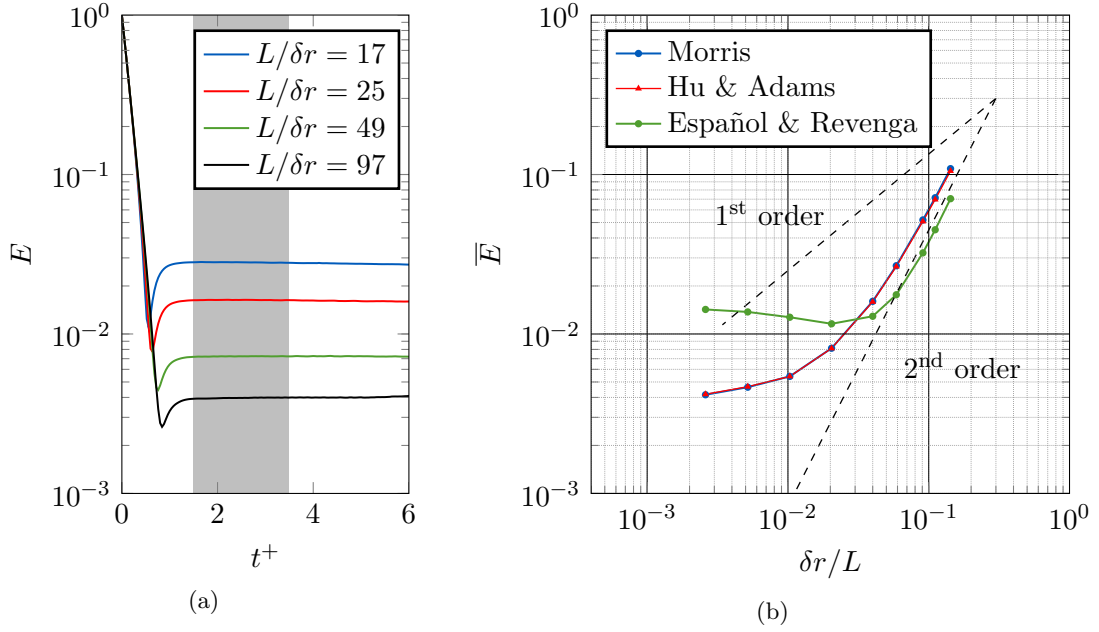 10^0
10^{-1}
10^{-2}
10^{-3}
E
0 2 4 6
t^+
L/δr = 17
L/δr = 25
L/δr = 49
L/δr = 97
(a)
10^0
10^{-1}
10^{-2}
10^{-3}
E̅
Morris
Hu & Adams
Español & Revenga
1^{st} order
2^{nd} order
10^{-3} 10^{-2} 10^{-1} 10^0
δr/L
(b)